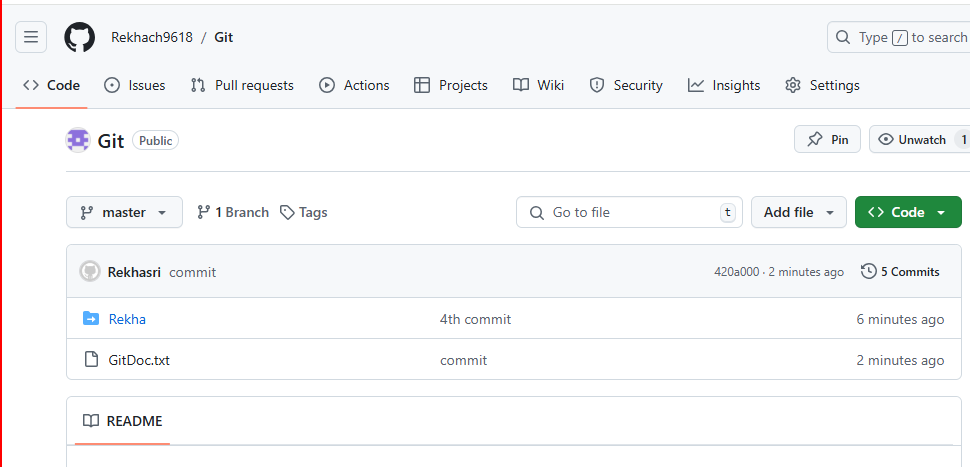 Rekhach9618 / Git
Type / to search
Code Issues Pull requests Actions Projects Wiki Security Insights Settings
Git Public Pin Unwatch 1
master 1 Branch Tags Go to file t Add file Code
Rekhasri commit 420a000 · 2 minutes ago 5 Commits
Rekha 4th commit 6 minutes ago
GitDoc.txt commit 2 minutes ago
README